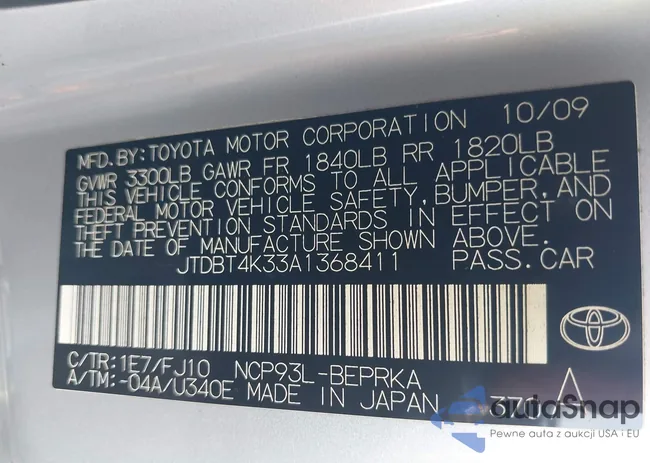 MFD. BY: TOYOTA MOTOR CORPORATION 10/09
GVWR 3300LB GAWR FR 1840LB RR 1820LB
THIS VEHICLE CONFORMS TO ALL APPLICABLE
FEDERAL MOTOR VEHICLE SAFETY, BUMPER, AND
THEFT PREVENTION STANDARDS IN EFFECT ON
THE DATE OF MANUFACTURE SHOWN ABOVE.
JTDBT4K33A1368411 PASS.CAR
C/TR: 1E7/FJ10 NCP93L-BEPRKA
A/TM: -04A/U340E MADE IN JAPAN
autoSnap
Pewne auta z aukcji USA i EU